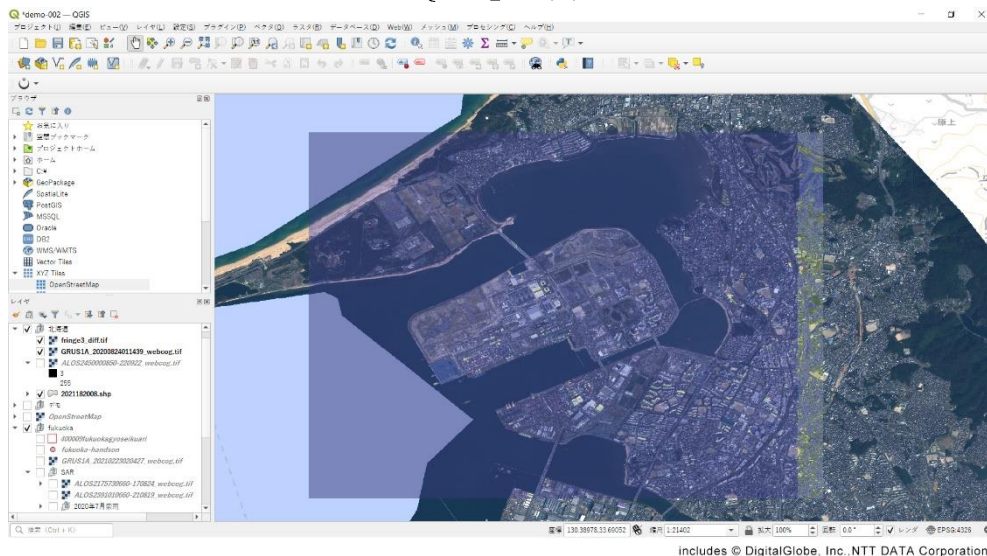 *demo-002 — QGIS
プロジェクト(J) 編集(E) ビュー(V) レイヤ(L) 設定(S) プラグイン(P) ベクタ(O) ラスタ(R) データベース(D) Web(W) メッシュ(M) プロセシング(C) ヘルプ(H)
ブラウザ
お気に入り
空間ブックマーク
プロジェクトホーム
ホーム
C:¥
GeoPackage
SpatiaLite
PostGIS
MSSQL
Oracle
DB2
WMS/WMTS
Vector Tiles
XYZ Tiles
OpenStreetMap
レイヤ
北海道
fringe3_diff.tif
GRUS1A_20200824011439_webcog.tif
ALOS2450000850-220922_webcog.tif
3
255
2021182008.shp
デモ
OpenStreetMap
fukuoka
fukuoka-handson
GRUS1A_20210223020427_webcog.tif
SAR
ALOS2175730660-170824_webcog.tif
ALOS2391010660-210819_webcog.tif
2020年7月豪雨
検索 (Ctrl + K)
座標 130.38978,33.69052
縮尺 1:21402
拡大 100%
回転 0.0°
レンダ
EPSG:4326
includes © DigitalGlobe, Inc.,NTT DATA Corporation